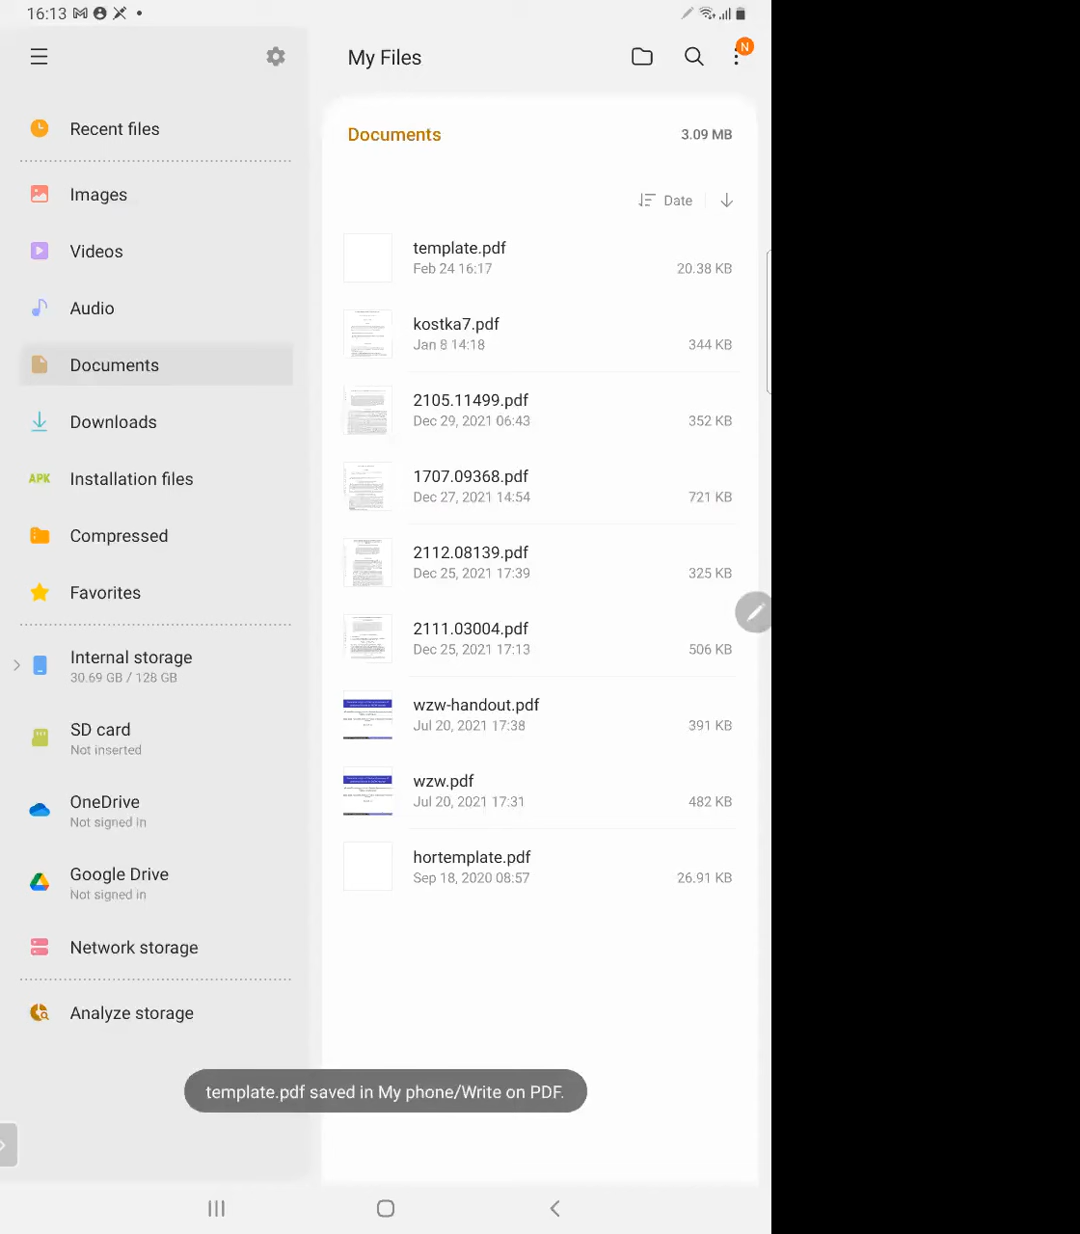 16:13
My Files
N
Recent files
Images
Videos
Audio
Documents
Downloads
APK Installation files
Compressed
Favorites
Internal storage
30.69 GB / 128 GB
SD card
Not inserted
OneDrive
Not signed in
Google Drive
Not signed in
Network storage
Analyze storage
Documents 3.09 MB
Date
template.pdf
Feb 24 16:17 20.38 KB
kostka7.pdf
Jan 8 14:18 344 KB
2105.11499.pdf
Dec 29, 2021 06:43 352 KB
1707.09368.pdf
Dec 27, 2021 14:54 721 KB
2112.08139.pdf
Dec 25, 2021 17:39 325 KB
2111.03004.pdf
Dec 25, 2021 17:13 506 KB
wzw-handout.pdf
Jul 20, 2021 17:38 391 KB
wzw.pdf
Jul 20, 2021 17:31 482 KB
hortemplate.pdf
Sep 18, 2020 08:57 26.91 KB
template.pdf saved in My phone/Write on PDF.